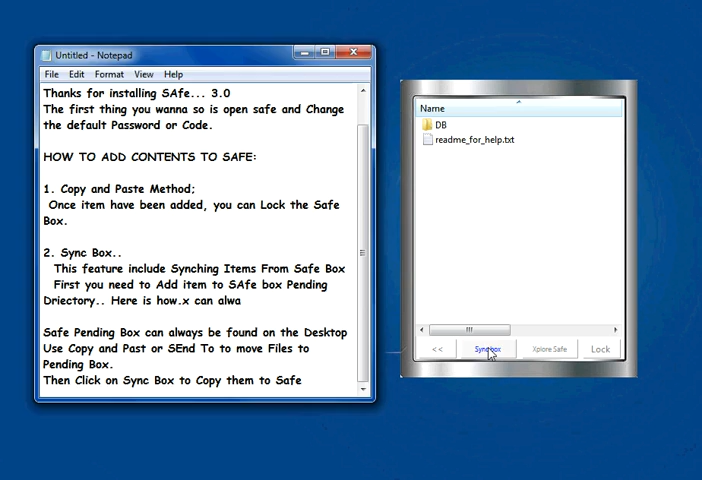 Untitled - Notepad
File Edit Format View Help
Thanks for installing SAfe... 3.0
The first thing you wanna so is open safe and Change
the default Password or Code.
HOW TO ADD CONTENTS TO SAFE:
1. Copy and Paste Method;
Once item have been added, you can Lock the Safe
Box.
2. Sync Box..
This feature include Synching Items From Safe Box
First you need to Add item to SAfe box Pending
Driectory.. Here is how.x can alwa
Safe Pending Box can always be found on the Desktop
Use Copy and Past or SEnd To to move Files to
Pending Box.
Then Click on Sync Box to Copy them to Safe
Name
DB
readme_for_help.txt
<< Sync box Xplore Safe Lock